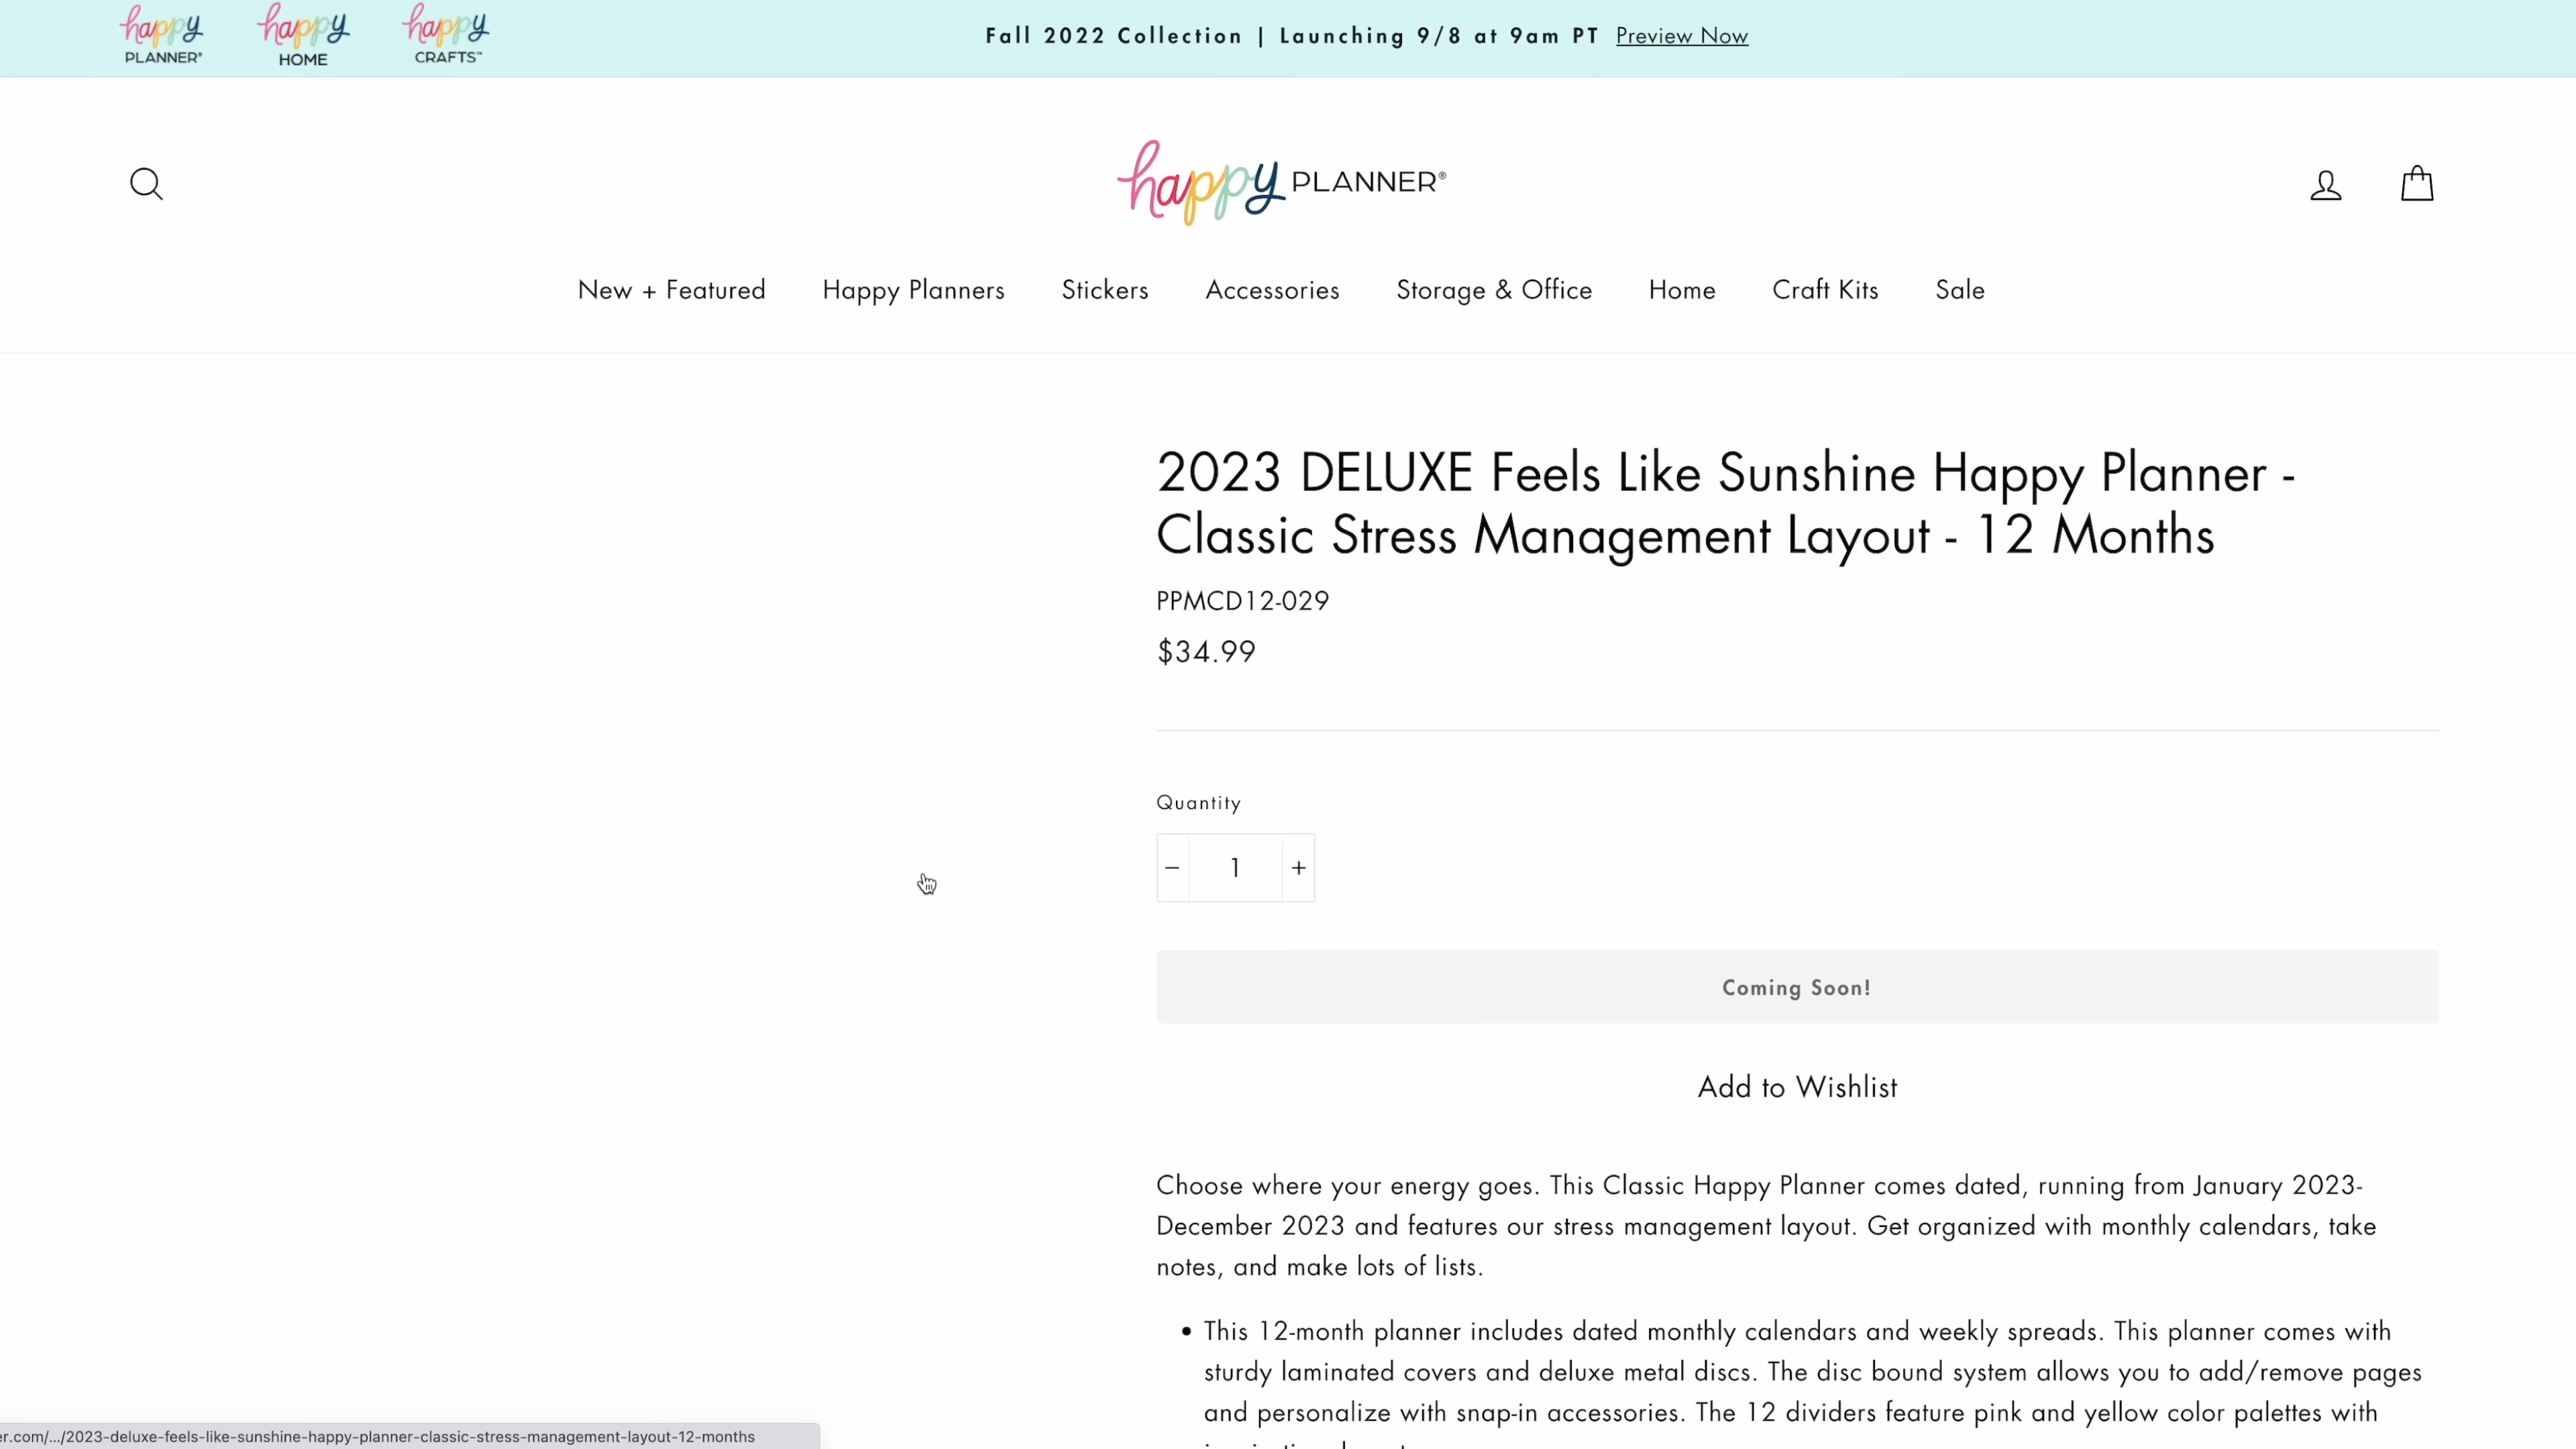 happy PLANNER®
happy HOME
happy CRAFTS™
Fall 2022 Collection | Launching 9/8 at 9am PT Preview Now
happy PLANNER®
New + Featured Happy Planners Stickers Accessories Storage & Office Home Craft Kits Sale
2023 DELUXE Feels Like Sunshine Happy Planner -
Classic Stress Management Layout - 12 Months
PPMCD12-029
$34.99
Quantity
− 1 +
Coming Soon!
Add to Wishlist
Choose where your energy goes. This Classic Happy Planner comes dated, running from January 2023-
December 2023 and features our stress management layout. Get organized with monthly calendars, take
notes, and make lots of lists.
• This 12-month planner includes dated monthly calendars and weekly spreads. This planner comes with
sturdy laminated covers and deluxe metal discs. The disc bound system allows you to add/remove pages
and personalize with snap-in accessories. The 12 dividers feature pink and yellow color palettes with
er.com/.../2023-deluxe-feels-like-sunshine-happy-planner-classic-stress-management-layout-12-months